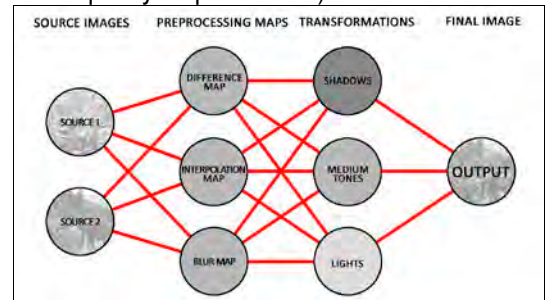 SOURCE IMAGES PREPROCESSING MAPS TRANSFORMATIONS FINAL IMAGE
DIFFERENCE
MAP
SHADOWS
SOURCE 1
INTERPOLATION
MAP
MEDIUM
TONES
OUTPUT
SOURCE 2
BLUR MAP
LIGHTS